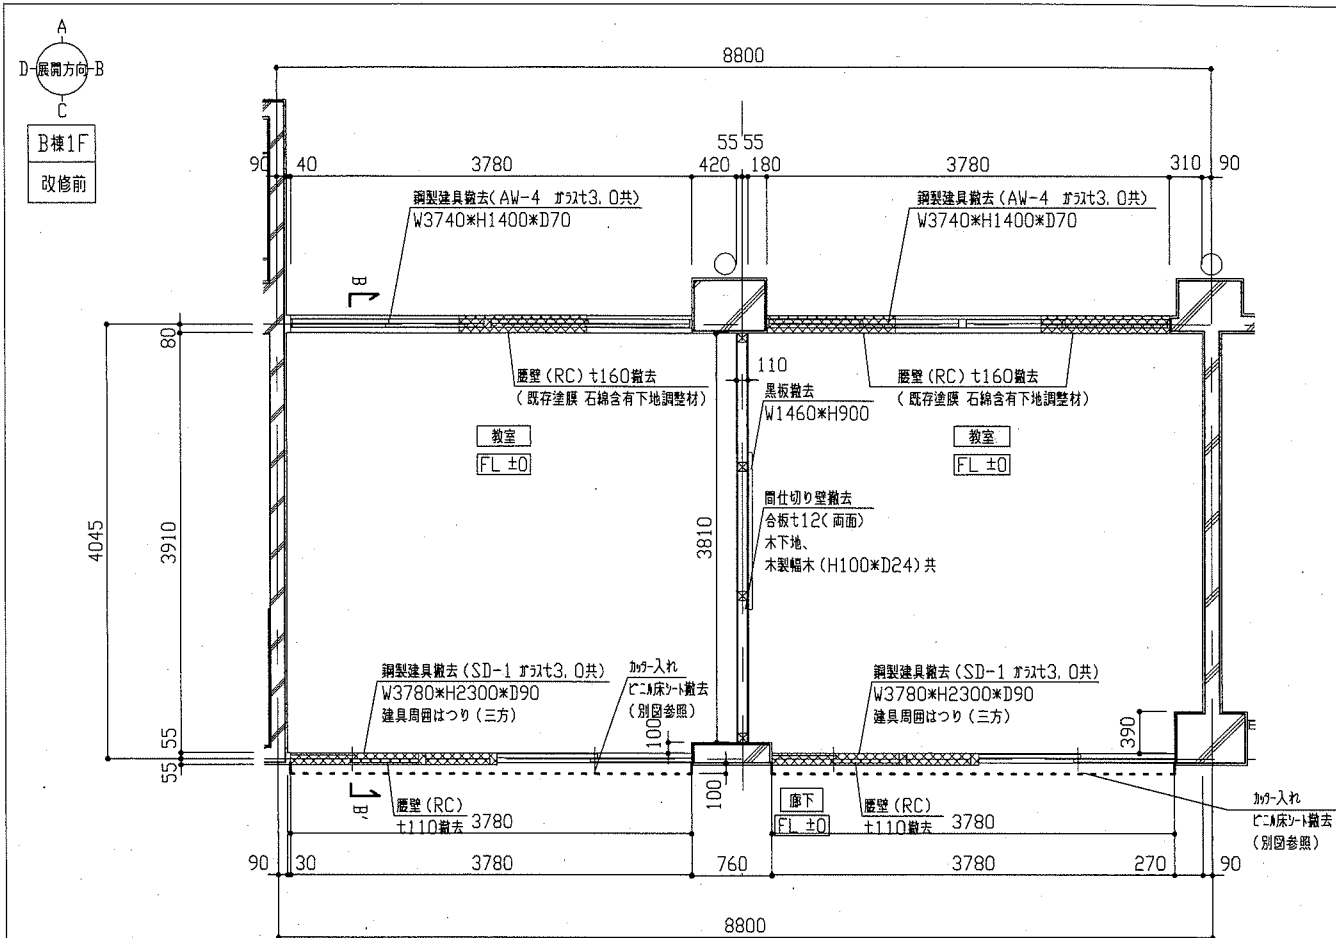 A
D 展開方向 B
C
B棟1F
改修前
8800
55 55
90 40 3780 420 180 3780 310 90
鋼製建具撤去(AW-4 ガラスt3.0共)
W3740*H1400*D70
鋼製建具撤去(AW-4 ガラスt3.0共)
W3740*H1400*D70
B
80
110
腰壁(RC) t160撤去
(既存塗膜 石綿含有下地調整材)
黒板撤去
W1460*H900
腰壁(RC) t160撤去
(既存塗膜 石綿含有下地調整材)
教室
FL ±0
教室
FL ±0
間仕切り壁撤去
合板t12(両面)
木下地、
木製幅木(H100*D24)共
4045
3910
3810
鋼製建具撤去(SD-1 ガラスt3.0共)
W3780*H2300*D90
建具周囲はつり(三方)
カッター入れ
ビニル床シート撤去
(別図参照)
鋼製建具撤去(SD-1 ガラスt3.0共)
W3780*H2300*D90
建具周囲はつり(三方)
55
55
100
390
100
B'
腰壁(RC)
t110撤去
3780
廊下
FL ±0
腰壁(RC)
t110撤去
3780
カッター入れ
ビニル床シート撤去
(別図参照)
90 30 3780 760 3780 270 90
8800